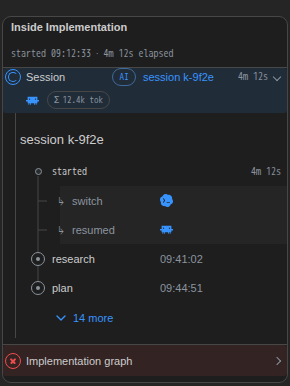 Inside Implementation
started 09:12:33 · 4m 12s elapsed
Session AI session k-9f2e 4m 12s
Σ 12.4k tok
session k-9f2e
started 4m 12s
↳ switch
↳ resumed
research 09:41:02
plan 09:44:51
14 more
Implementation graph